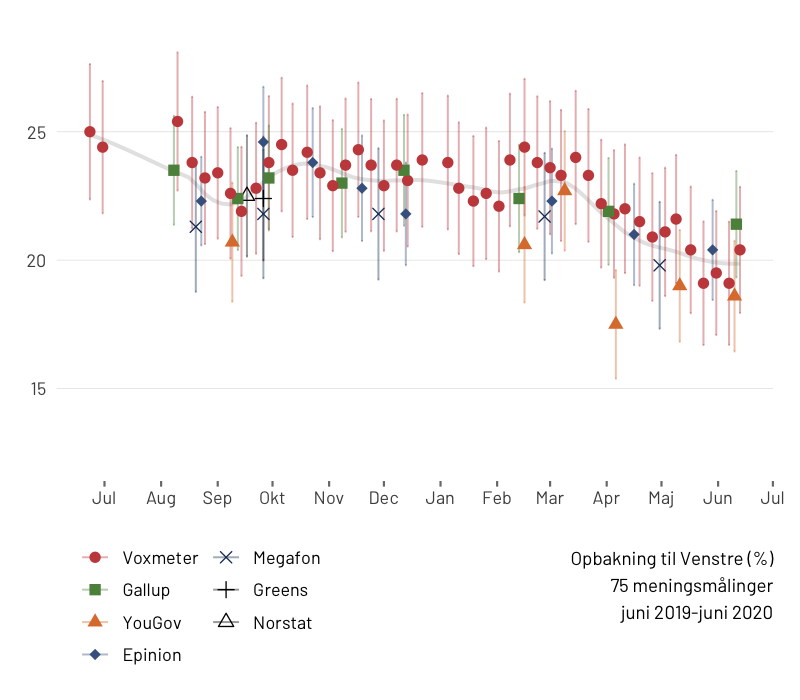 25
20
15
Jul Aug Sep Okt Nov Dec Jan Feb Mar Apr Maj Jun Jul
Voxmeter Megafon
Gallup Greens
YouGov Norstat
Epinion
Opbakning til Venstre (%)
75 meningsmålinger
juni 2019-juni 2020